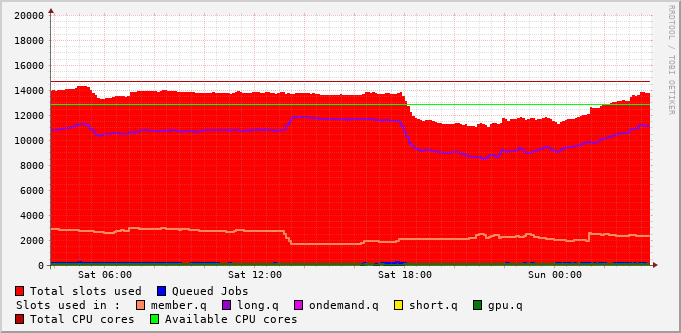 20000
18000
16000
14000
12000
10000
8000
6000
4000
2000
0
Sat 06:00 Sat 12:00 Sat 18:00 Sun 00:00
Total slots used Queued Jobs
Slots used in : member.q long.q ondemand.q short.q gpu.q
Total CPU cores Available CPU cores
RRDTOOL / TOBI OETIKER